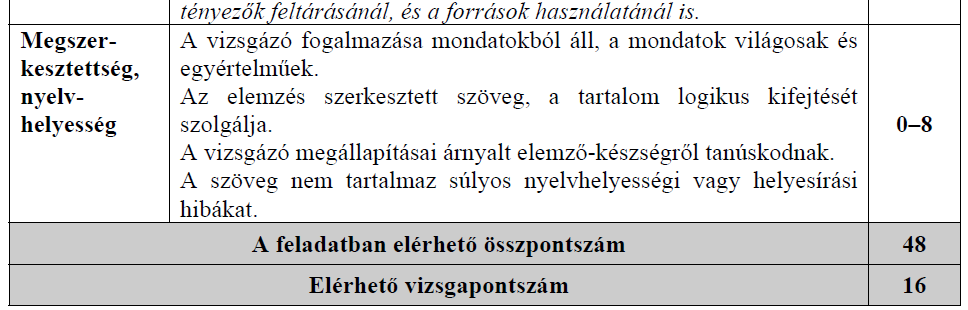 tényezők feltárásánál, és a források használatánál is.
Megszer-
kesztettség,
nyelv-
helyesség
A vizsgázó fogalmazása mondatokból áll, a mondatok világosak és
egyértelműek.
Az elemzés szerkesztett szöveg, a tartalom logikus kifejtését
szolgálja.
A vizsgázó megállapításai árnyalt elemző-készségről tanúskodnak.
A szöveg nem tartalmaz súlyos nyelvhelyességi vagy helyesírási
hibákat.
0–8
A feladatban elérhető összpontszám 48
Elérhető vizsgapontszám 16